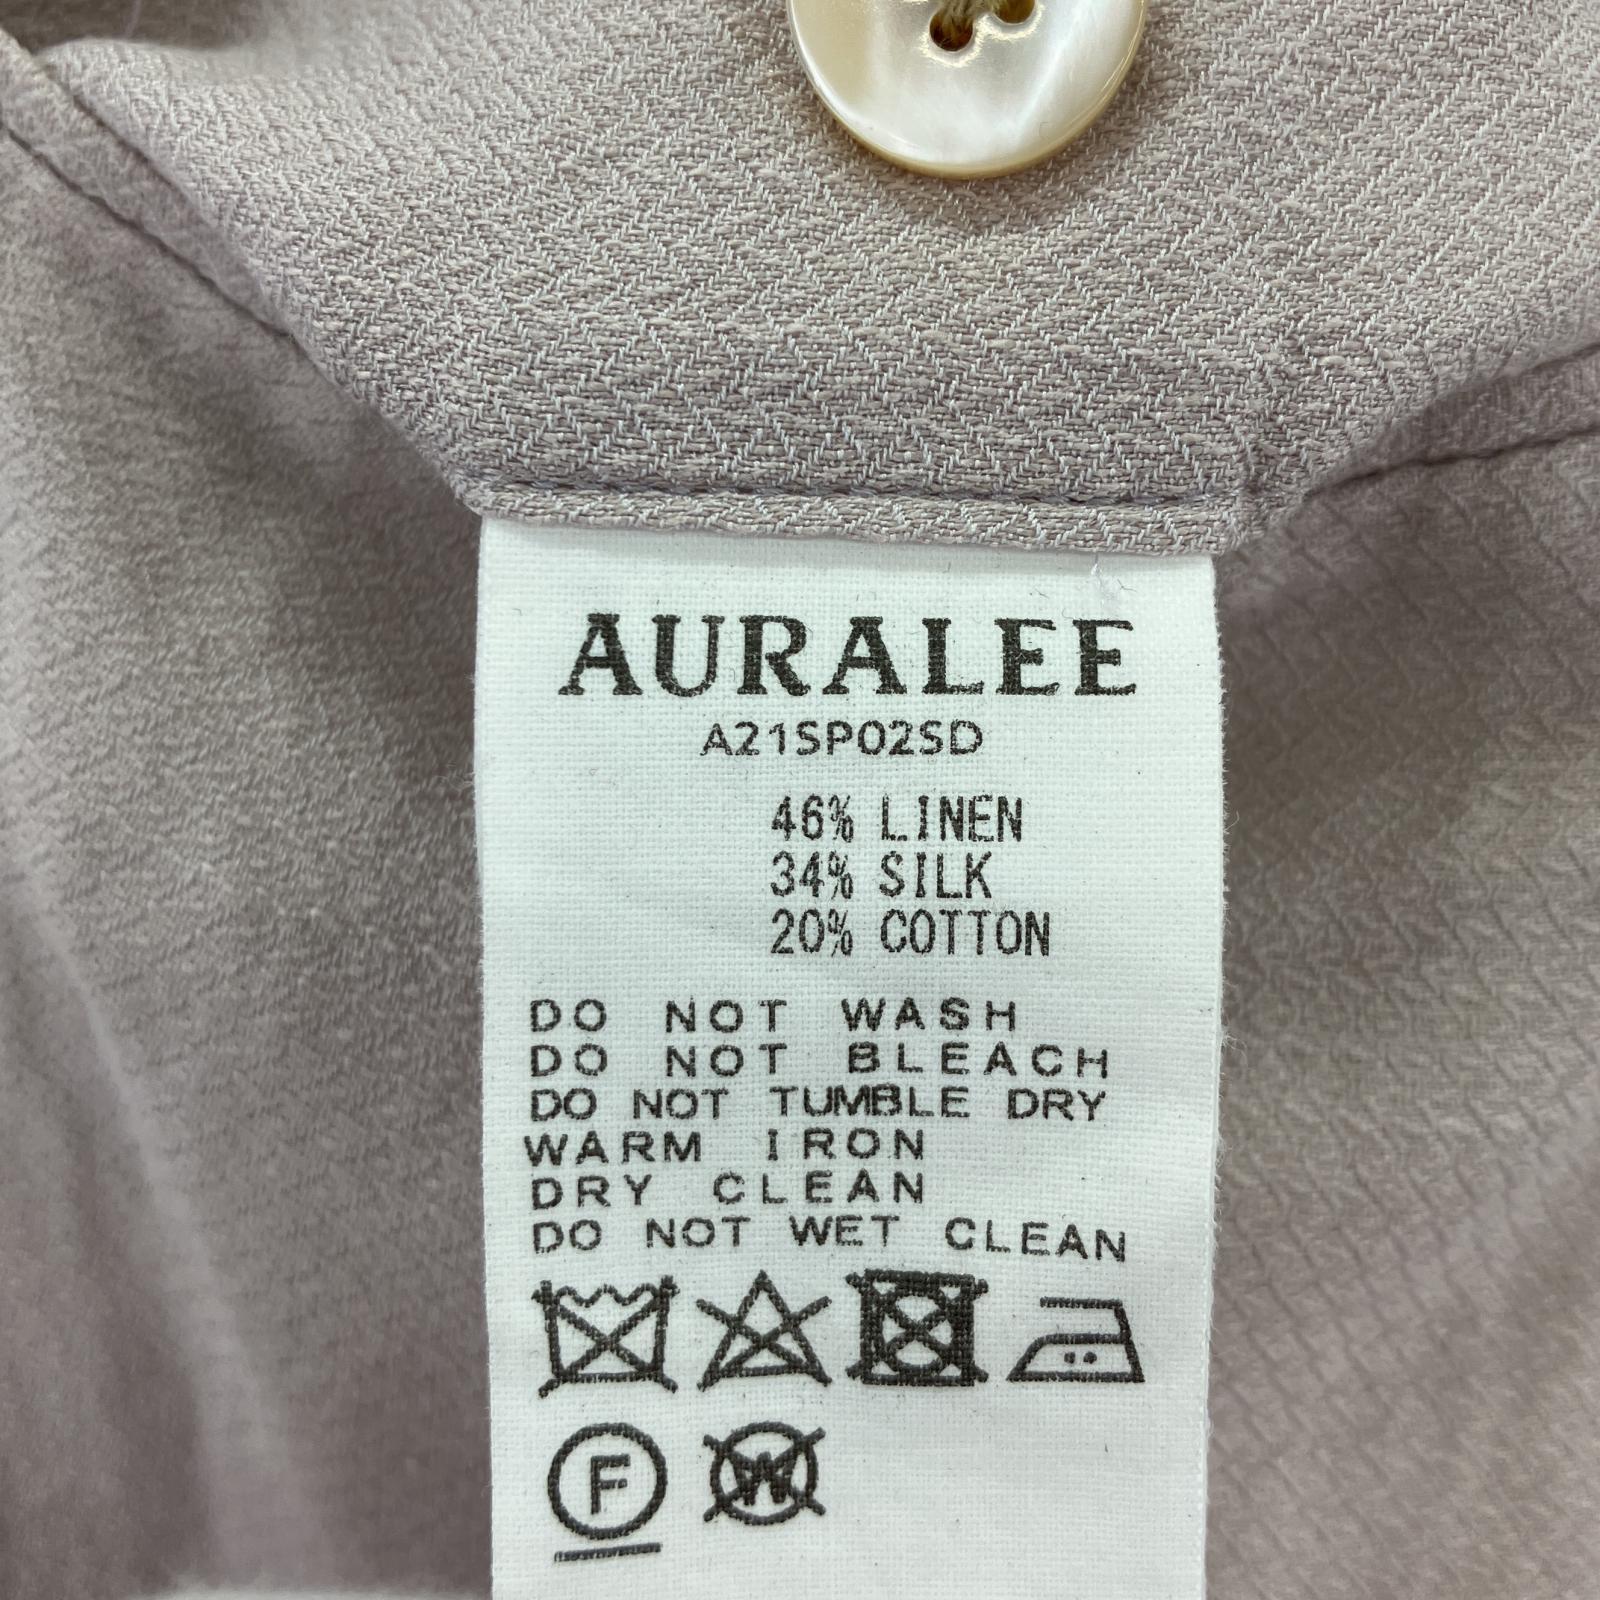 AURALEE
A21SP02SD
46% LINEN
34% SILK
20% COTTON
DO NOT WASH
DO NOT BLEACH
DO NOT TUMBLE DRY
WARM IRON
DRY CLEAN
DO NOT WET CLEAN
F W